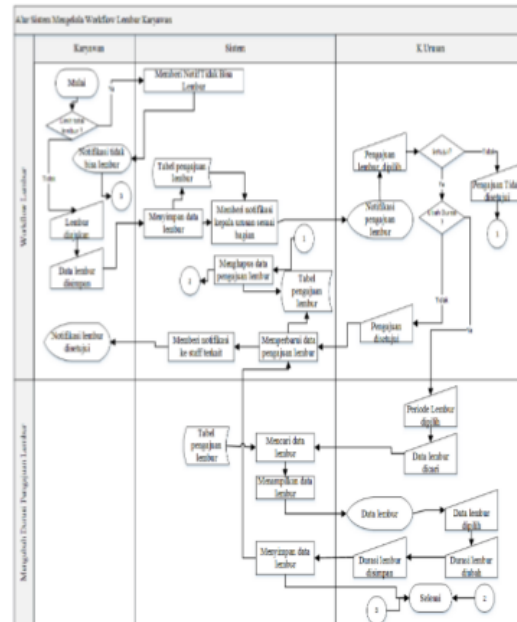 Alur Sistem Mengelola Workflow Lembur Karyawan
Karyawan
Sistem
K.Urusan
Workflow Lembur
Mulai
Ya
Tidak
Memberi Notif Tidak Bisa
Lembur
Notifikasi tidak
bisa lembur
3
Lembur
diajukan
Data lembur
disimpan
Menyimpan data
lembur
Tabel pengajuan
lembur
Memberi notifikasi
kepala urusan sesuai
bagian
Notifikasi
pengajuan
lembur
Pengajuan
lembur dipilih
Setuju?
Tidak
Ya
Pengajuan Tidak
disetujui
1
Tidak
Ya
1
Menghapus data
pengajuan lembur
2
Tabel
pengajuan
lembur
Pengajuan
disetujui
Memperbarui data
pengajuan lembur
Memberi notifikasi
ke staff terkait
Notifikasi lembur
disetujui
Mengubah Durasi Pengajuan Lembur
Periode Lembur
dipilih
Data lembur
dicari
Tabel
pengajuan
lembur
Mencari data
lembur
Menampilkan data
lembur
Data lembur
Data lembur
dipilih
Durasi lembur
diubah
Durasi lembur
disimpan
Menyimpan data
lembur
Selesai
2
3